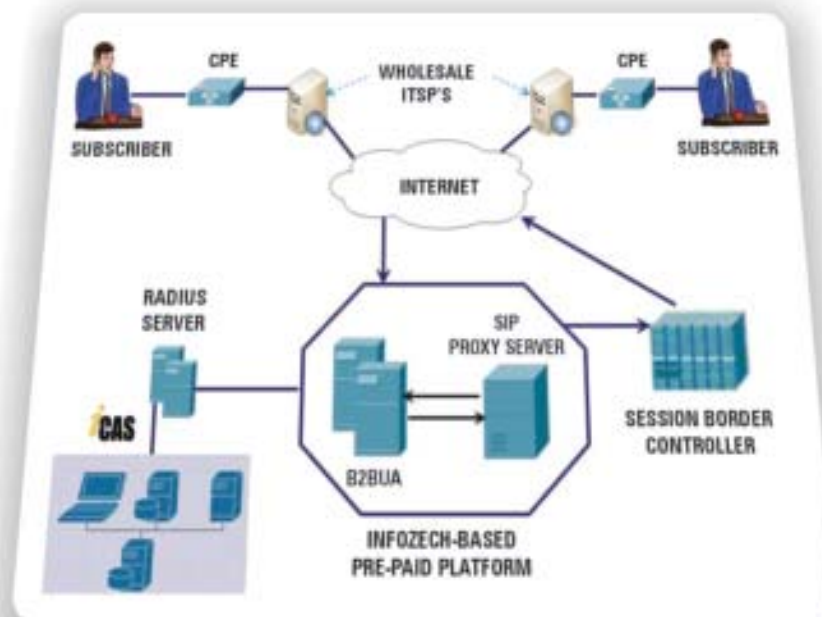 CPE
CPE
WHOLESALE
ITSP'S
SUBSCRIBER
SUBSCRIBER
INTERNET
RADIUS
SERVER
SIP
PROXY SERVER
iCAS
SESSION BORDER
CONTROLLER
B2BUA
INFOZECH-BASED
PRE-PAID PLATFORM